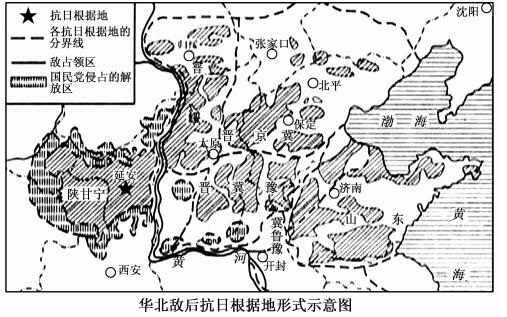 抗日根据地
各抗日根据地的
分界线
敌占领区
国民党侵占的解
放区
沈阳
张家口
晋
北平
渤海
绥
晋
京
冀
保定
太原
延安
陕甘宁
晋冀豫
济南
山东
冀鲁豫
黄海
黄河
开封
西安
华北敌后抗日根据地形式示意图